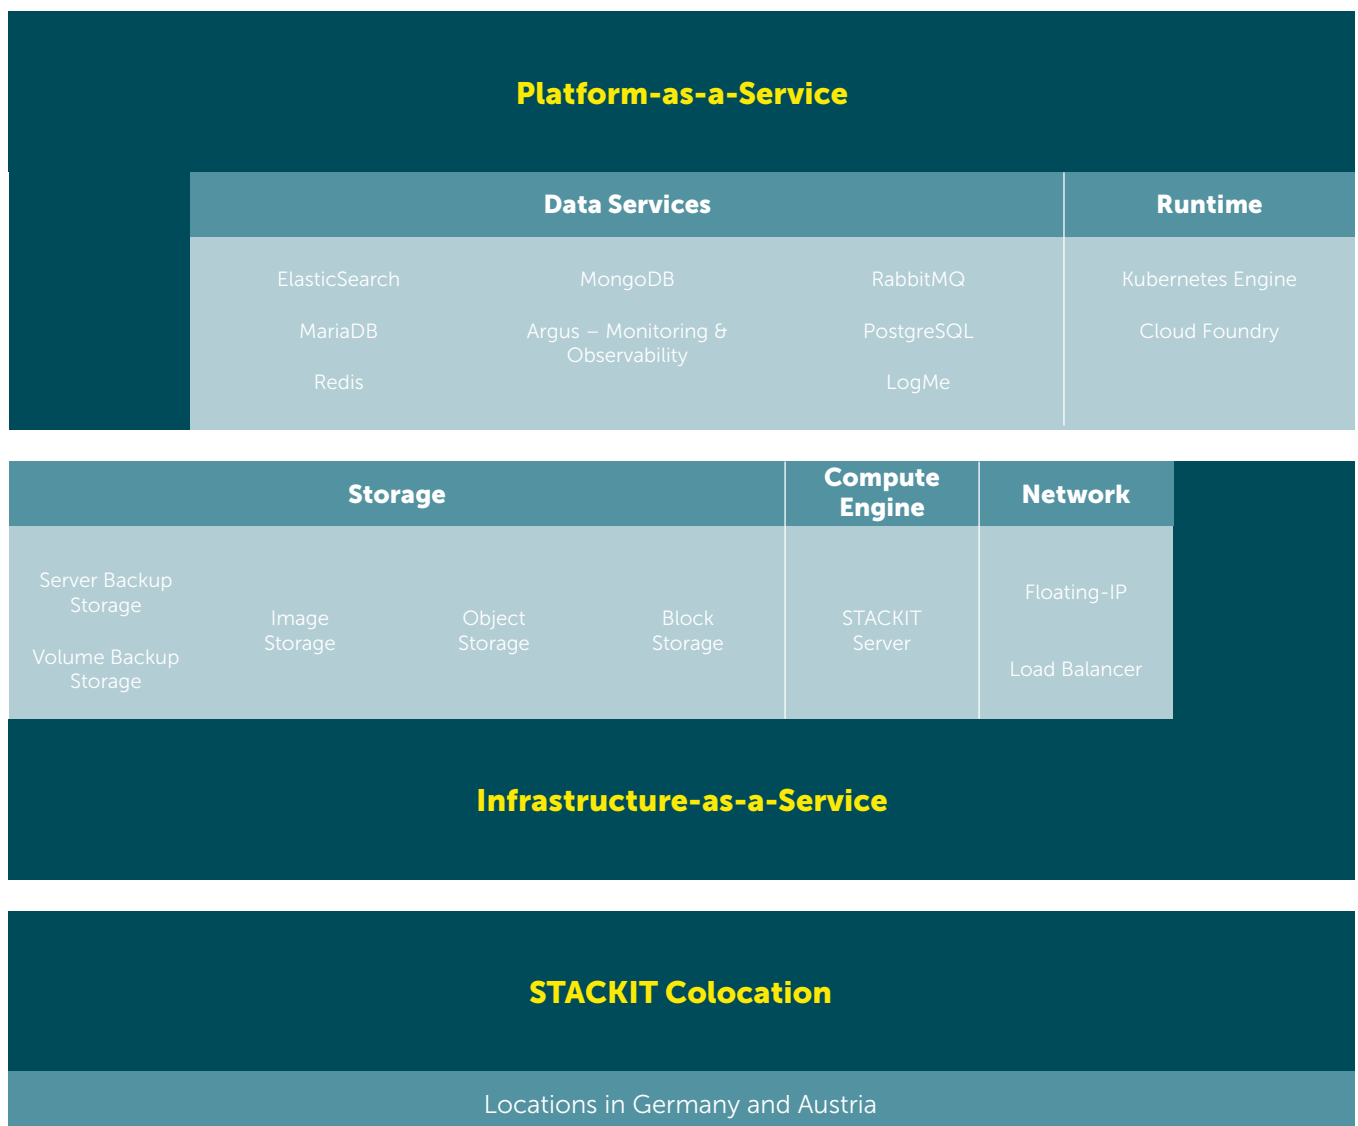 Platform-as-a-Service
Data Services
Runtime
ElasticSearch
MongoDB
RabbitMQ
Kubernetes Engine
MariaDB
Argus – Monitoring &
Observability
PostgreSQL
Cloud Foundry
Redis
LogMe
Storage
Compute
Engine
Network
Server Backup
Storage
Volume Backup
Storage
Image
Storage
Object
Storage
Block
Storage
STACKIT
Server
Floating-IP
Load Balancer
Infrastructure-as-a-Service
STACKIT Colocation
Locations in Germany and Austria